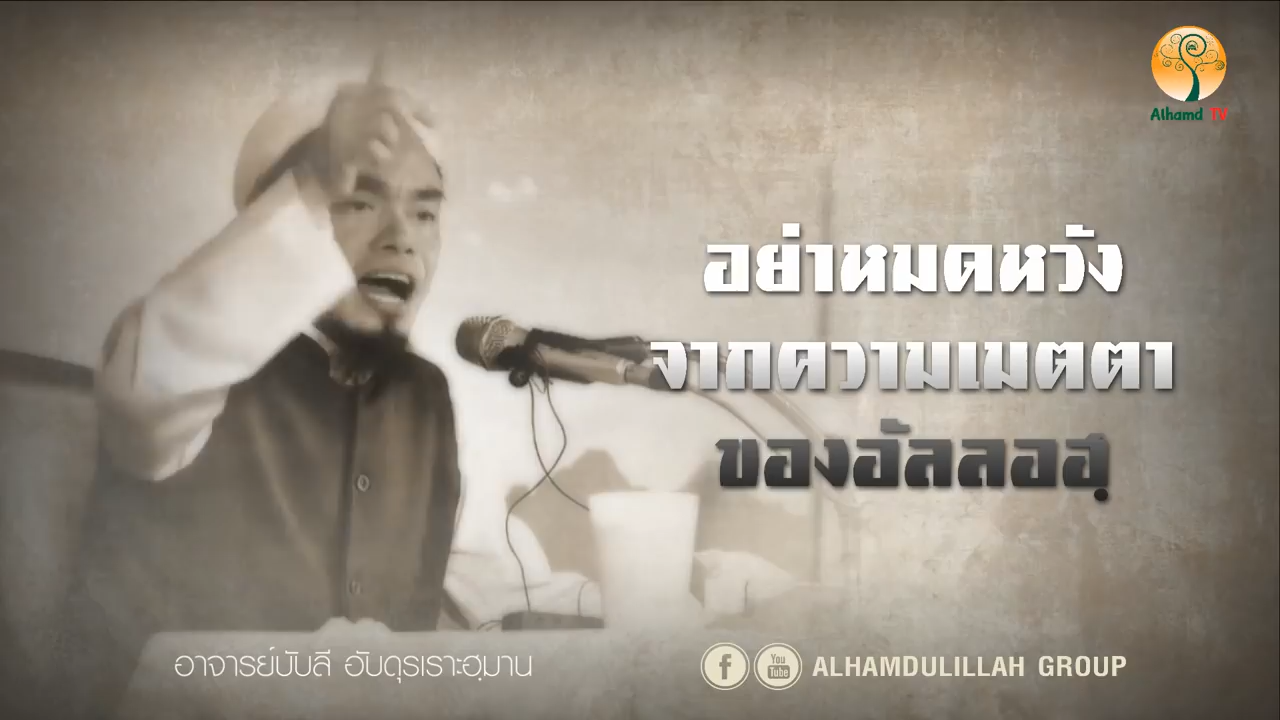 Alhamd TV
อย่าหมดหวัง
จากความเมตตา
ของอัลลอฮฺ
อาจารย์บับลี อับดุรเราะฮฺมาน
f You Tube ALHAMDULILLAH GROUP